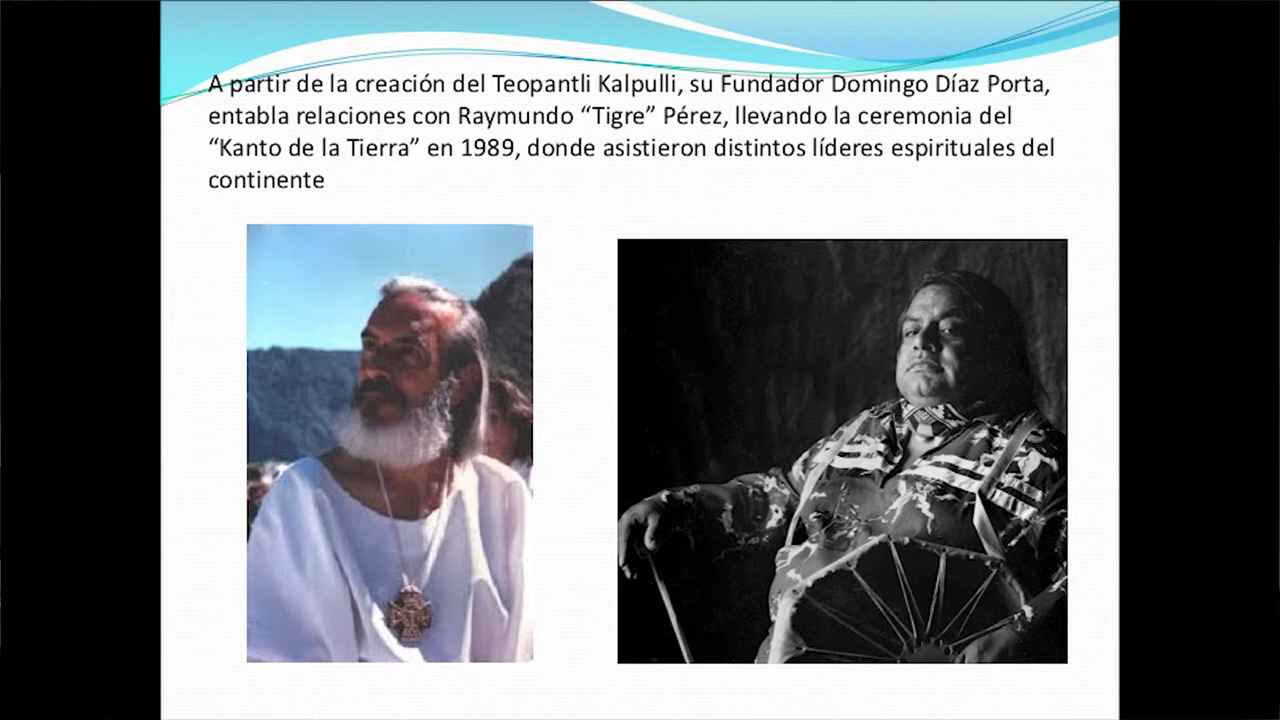 A partir de la creación del Teopantli Kalpulli, su Fundador Domingo Díaz Porta,
entabla relaciones con Raymundo “Tigre” Pérez, llevando la ceremonia del
“Kanto de la Tierra” en 1989, donde asistieron distintos líderes espirituales del
continente